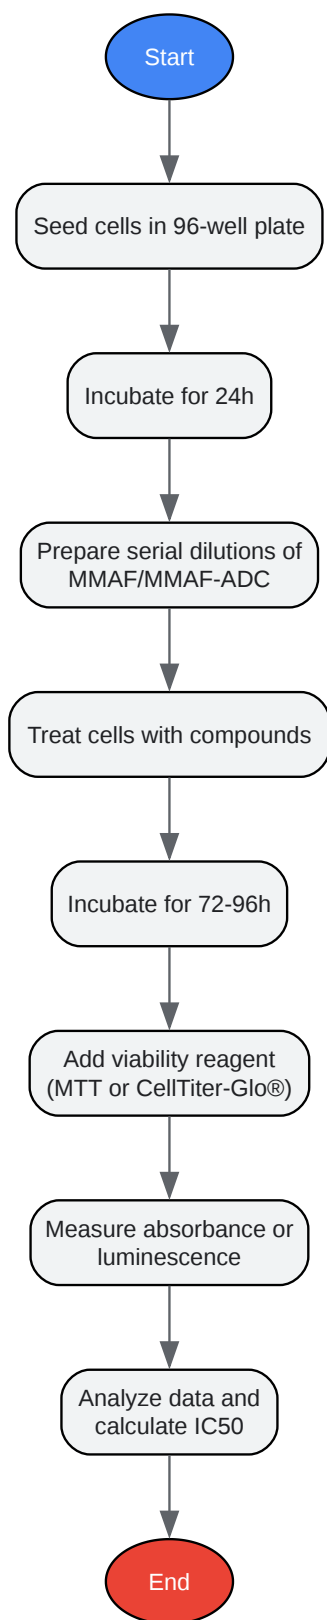 Start
Seed cells in 96-well plate
Incubate for 24h
Prepare serial dilutions of
MMAF/MMAF-ADC
Treat cells with compounds
Incubate for 72-96h
Add viability reagent
(MTT or CellTiter-Glo®)
Measure absorbance or
luminescence
Analyze data and
calculate IC50
End